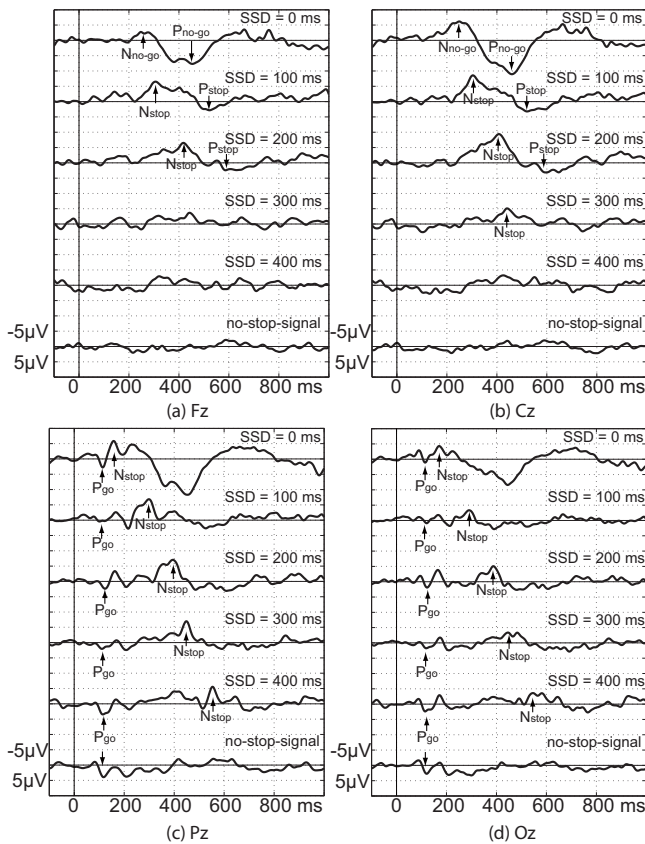 SSD = 0 ms
Nno-go
Pno-go
SSD = 100 ms
Nstop
Pstop
SSD = 200 ms
Nstop
Pstop
SSD = 300 ms
SSD = 400 ms
-5µV
5µV
no-stop-signal
0 200 400 600 800 ms
(a) Fz
SSD = 0 ms
Nno-go
Pno-go
SSD = 100 ms
Nstop
Pstop
SSD = 200 ms
Nstop
Pstop
SSD = 300 ms
Nstop
SSD = 400 ms
no-stop-signal
0 200 400 600 800 ms
(b) Cz
SSD = 0 ms
Pgo
Nstop
SSD = 100 ms
Pgo
Nstop
SSD = 200 ms
Pgo
Nstop
SSD = 300 ms
Pgo
Nstop
SSD = 400 ms
Pgo
Nstop
-5µV
5µV
no-stop-signal
0 200 400 600 800 ms
(c) Pz
SSD = 0 ms
Pgo
Nstop
SSD = 100 ms
Pgo
Nstop
SSD = 200 ms
Pgo
Nstop
SSD = 300 ms
Pgo
Nstop
SSD = 400 ms
Pgo
Nstop
no-stop-signal
0 200 400 600 800 ms
(d) Oz